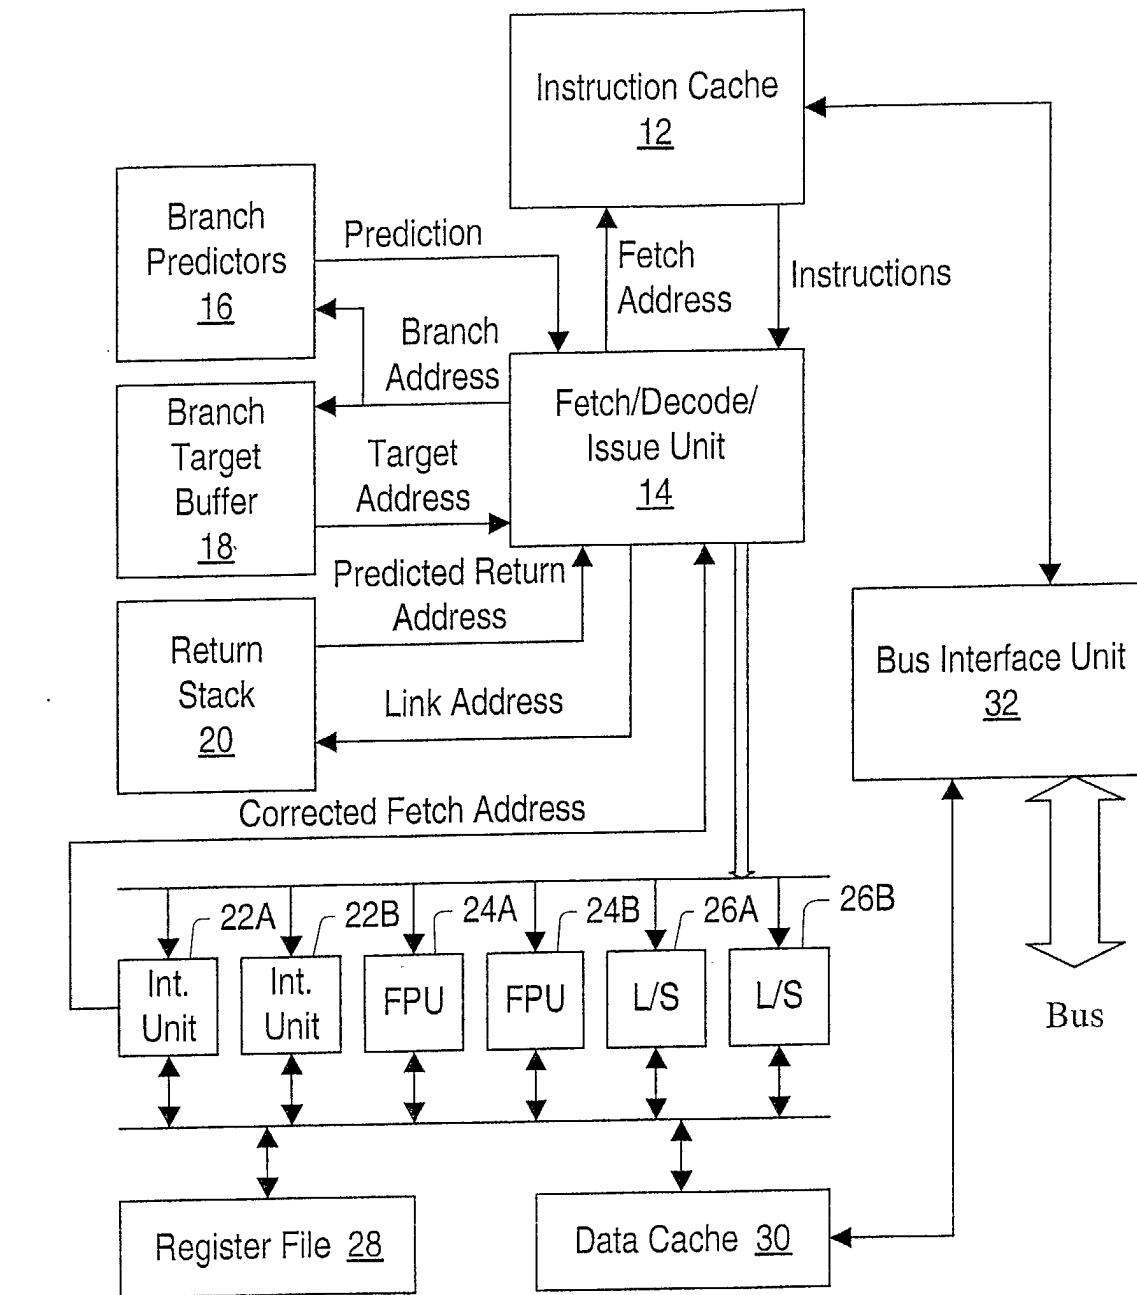 Instruction Cache
12
Branch
Predictors
16
Prediction
Fetch
Address
Instructions
Branch
Address
Branch
Target
Buffer
18
Target
Address
Fetch/Decode/
Issue Unit
14
Predicted Return
Address
Return
Stack
20
Link Address
Bus Interface Unit
32
Corrected Fetch Address
22A
22B
24A
24B
26A
26B
Int.
Unit
Int.
Unit
FPU
FPU
L/S
L/S
Bus
Register File 28
Data Cache 30